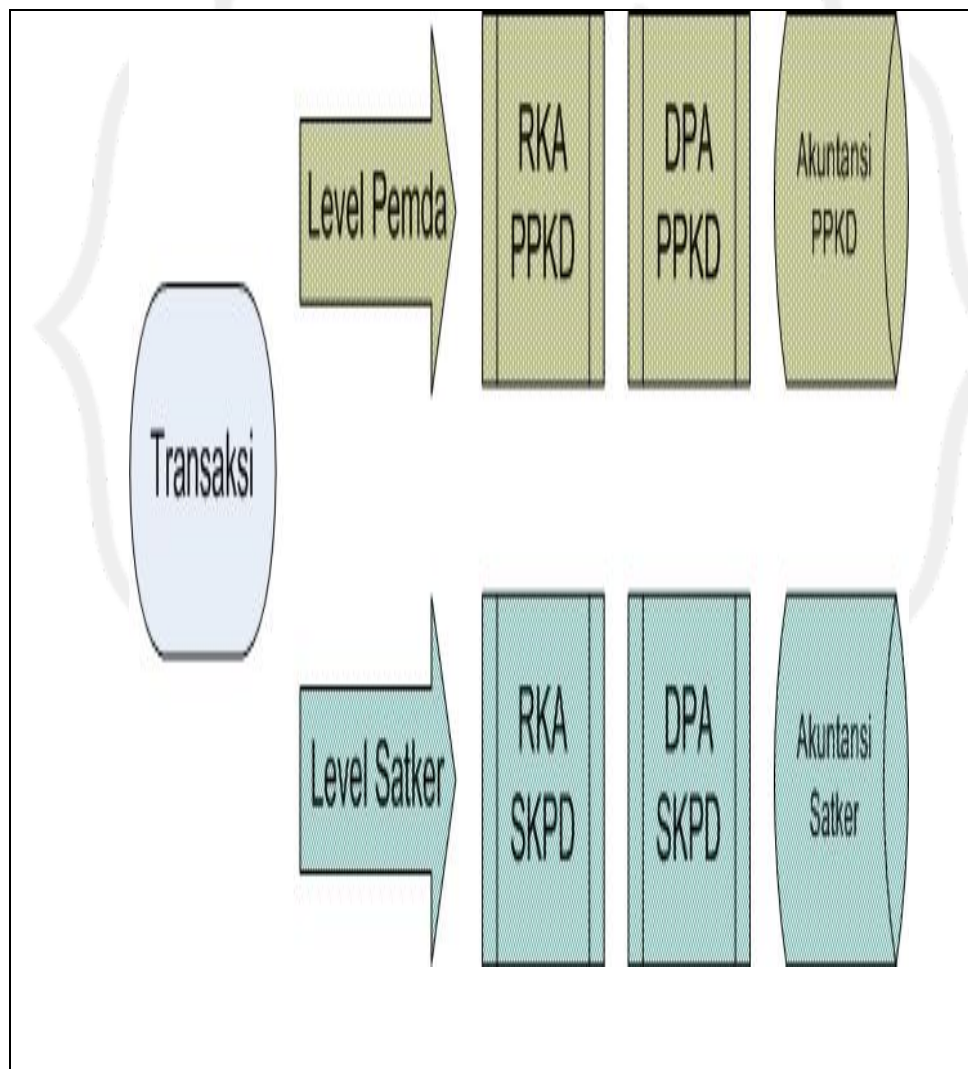 Transaksi
Level Pemda
RKA
PPKD
DPA
PPKD
Akuntansi
PPKD
Level Satker
RKA
SKPD
DPA
SKPD
Akuntansi
Satker